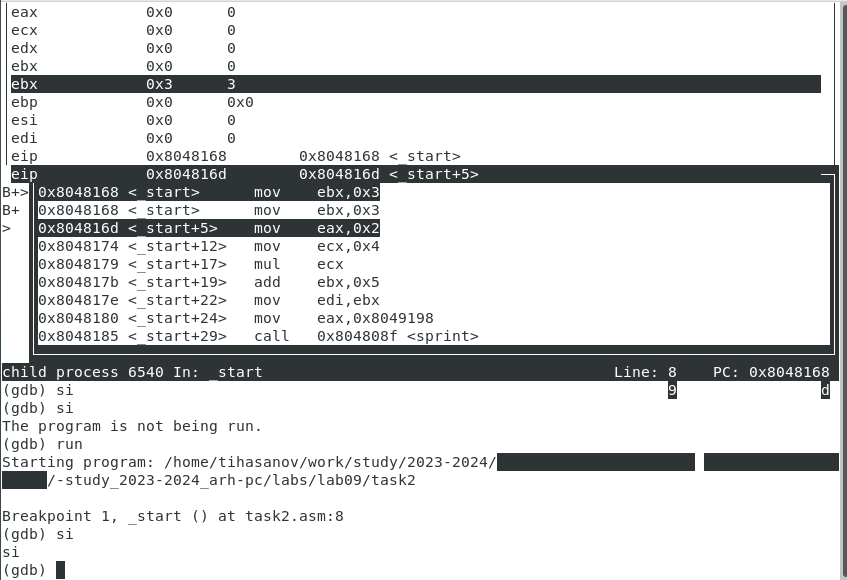 eax 0x0 0
ecx 0x0 0
edx 0x0 0
ebx 0x0 0
ebx 0x3 3
ebp 0x0 0x0
esi 0x0 0
edi 0x0 0
eip 0x8048168 0x8048168 <_start>
eip 0x804816d 0x804816d <_start+5>
B+> 0x8048168 <_start> mov ebx,0x3
B+ 0x8048168 <_start> mov ebx,0x3
> 0x804816d <_start+5> mov eax,0x2
0x8048174 <_start+12> mov ecx,0x4
0x8048179 <_start+17> mul ecx
0x804817b <_start+19> add ebx,0x5
0x804817e <_start+22> mov edi,ebx
0x8048180 <_start+24> mov eax,0x8049198
0x8048185 <_start+29> call 0x804808f <sprint>
child process 6540 In: _start Line: 8 PC: 0x8048168
(gdb) si 9 d
(gdb) si
The program is not being run.
(gdb) run
Starting program: /home/tihasanov/work/study/2023-2024/
/-study_2023-2024_arh-pc/labs/lab09/task2
Breakpoint 1, _start () at task2.asm:8
(gdb) si
si
(gdb)